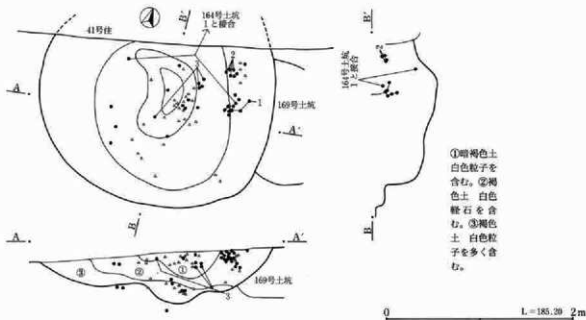 41号住
B′
164号土坑
1と接合
2
3
1
169号土坑
A
A′
B
B′
2
164号土坑
1と接合
B
①暗褐色土
白色粒子を
含む。②褐
色土 白色
軽石を含
む。③褐色
土 白色粒
子を多く含
む。
A
A′
③
②
①
169号土坑
3
0
L=185.20
2m